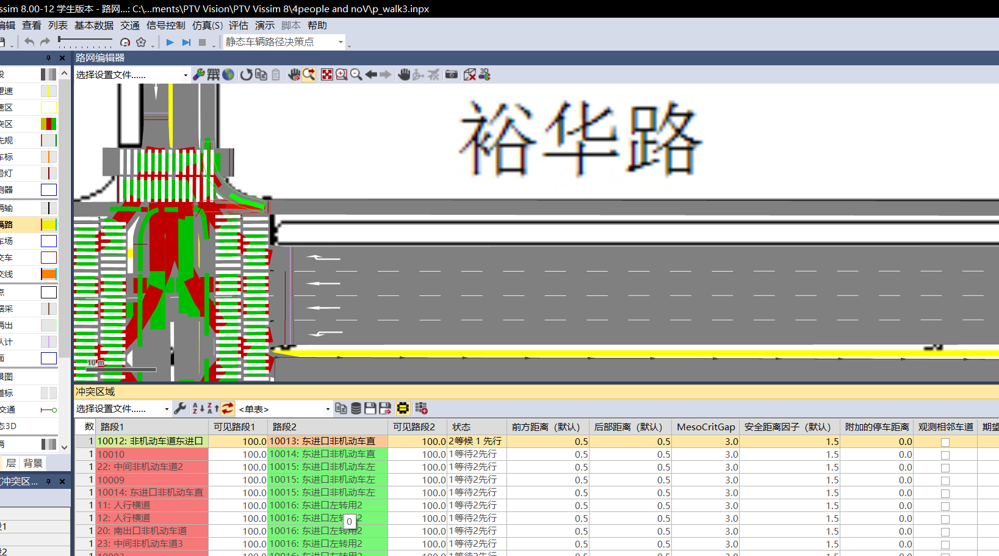 ssim 8.00-12 学生版本 - 路网...: C:\...ments\PTV Vision\PTV Vissim 8\4people and noV\p_walk3.inpx
编辑 查看 列表 基本数据 交通 信号控制 仿真(S) 评估 演示 脚本 帮助
静态车辆路径决策点
路网编辑器
选择设置文件......
段
速区
突区
先规
车标
号灯
测器
辆输
辆路
车场
交车
交线
点
据采
辆出
人计
面
景图
道标
交通
态3D
辆
层 背景
(冲突区...
段1
段2
裕华路
10 m
冲突区域
选择设置文件...... <单表>
数 路段1 可见路段1 路段2 可见路段2 状态 前方距离（默认） 后部距离（默认） MesoCritGap 安全距离因子（默认） 附加的停车距离 观测相邻车道 期望
1 10012: 非机动车道东进口 100.0 10013: 东进口非机动车直 100.0 2等候 1 先行 0.5 0.5 3.0 1.5 0.0
1 10010 100.0 10014: 东进口非机动车直 100.0 1等待2先行 0.5 0.5 3.0 1.5 0.0
1 22: 中间非机动车道2 100.0 10015: 东进口非机动车左 100.0 1等待2先行 0.5 0.5 3.0 1.5 0.0
1 10009 100.0 10015: 东进口非机动车左 100.0 1等待2先行 0.5 0.5 3.0 1.5 0.0
1 10014: 东进口非机动车直 100.0 10015: 东进口非机动车左 100.0 1等待2先行 0.5 0.5 3.0 1.5 0.0
1 11: 人行横道 100.0 10016: 东进口左转用2 100.0 1等待2先行 0.5 0.5 3.0 1.5 0.0
1 12: 人行横道 100.0 10016: 东进口左转 2 100.0 1等待2先行 0.5 0.5 3.0 1.5 0.0
0
1 20: 南出口非机动车道 100.0 10016: 东进口左转用2 100.0 1等待2先行 0.5 0.5 3.0 1.5 0.0
1 23: 中间非机动车道3 100.0 10016: 东进口左转用2 100.0 1等待2先行 0.5 0.5 3.0 1.5 0.0